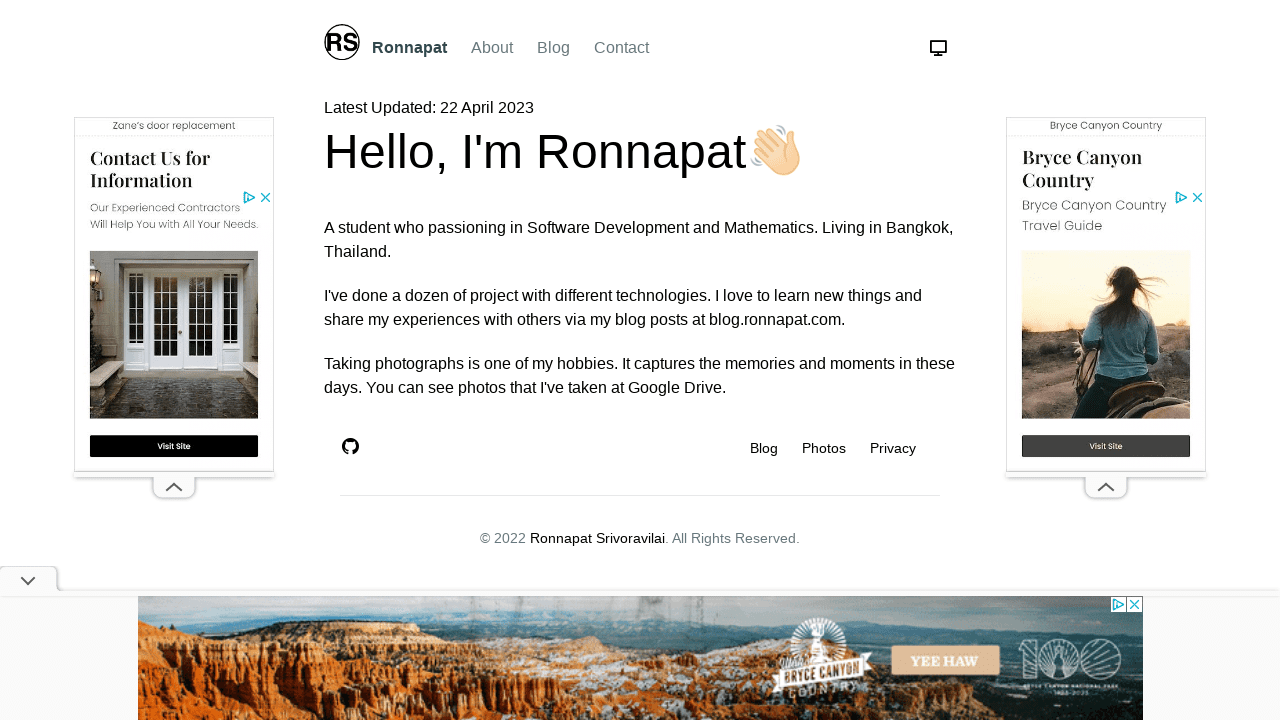 RS
Ronnapat About Blog Contact
Latest Updated: 22 April 2023
Hello, I'm Ronnapat
A student who passioning in Software Development and Mathematics. Living in Bangkok,
Thailand.
I've done a dozen of project with different technologies. I love to learn new things and
share my experiences with others via my blog posts at blog.ronnapat.com.
Taking photographs is one of my hobbies. It captures the memories and moments in these
days. You can see photos that I've taken at Google Drive.
Blog Photos Privacy
© 2022 Ronnapat Srivoravilai. All Rights Reserved.
Zane's door replacement
Contact Us for
Information
Our Experienced Contractors
Will Help You with All Your Needs.
Visit Site
Bryce Canyon Country
Bryce Canyon
Country
Bryce Canyon Country
Travel Guide
Visit Site
BRYCE CANYON
COUNTRY
YEE HAW
100